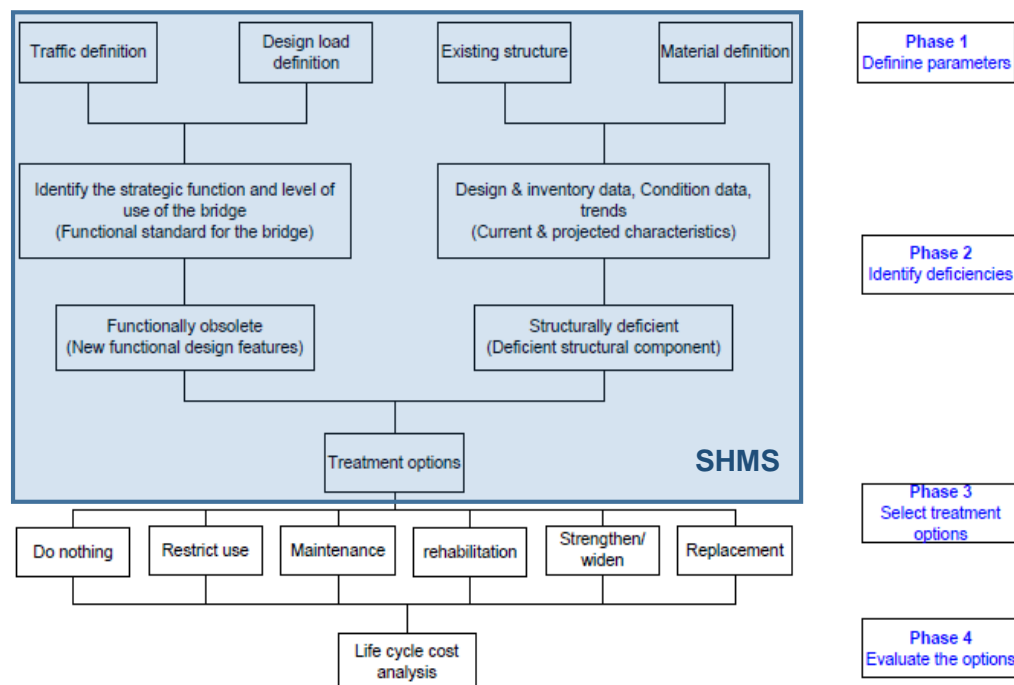 Traffic definition
Design load
definition
Existing structure
Material definition
Phase 1
Definine parameters
Identify the strategic function and level of
use of the bridge
(Functional standard for the bridge)
Design & inventory data, Condition data,
trends
(Current & projected characteristics)
Phase 2
Identify deficiencies
Functionally obsolete
(New functional design features)
Structurally deficient
(Deficient structural component)
Treatment options
SHMS
Phase 3
Select treatment
options
Do nothing
Restrict use
Maintenance
rehabilitation
Strengthen/
widen
Replacement
Life cycle cost
analysis
Phase 4
Evaluate the options